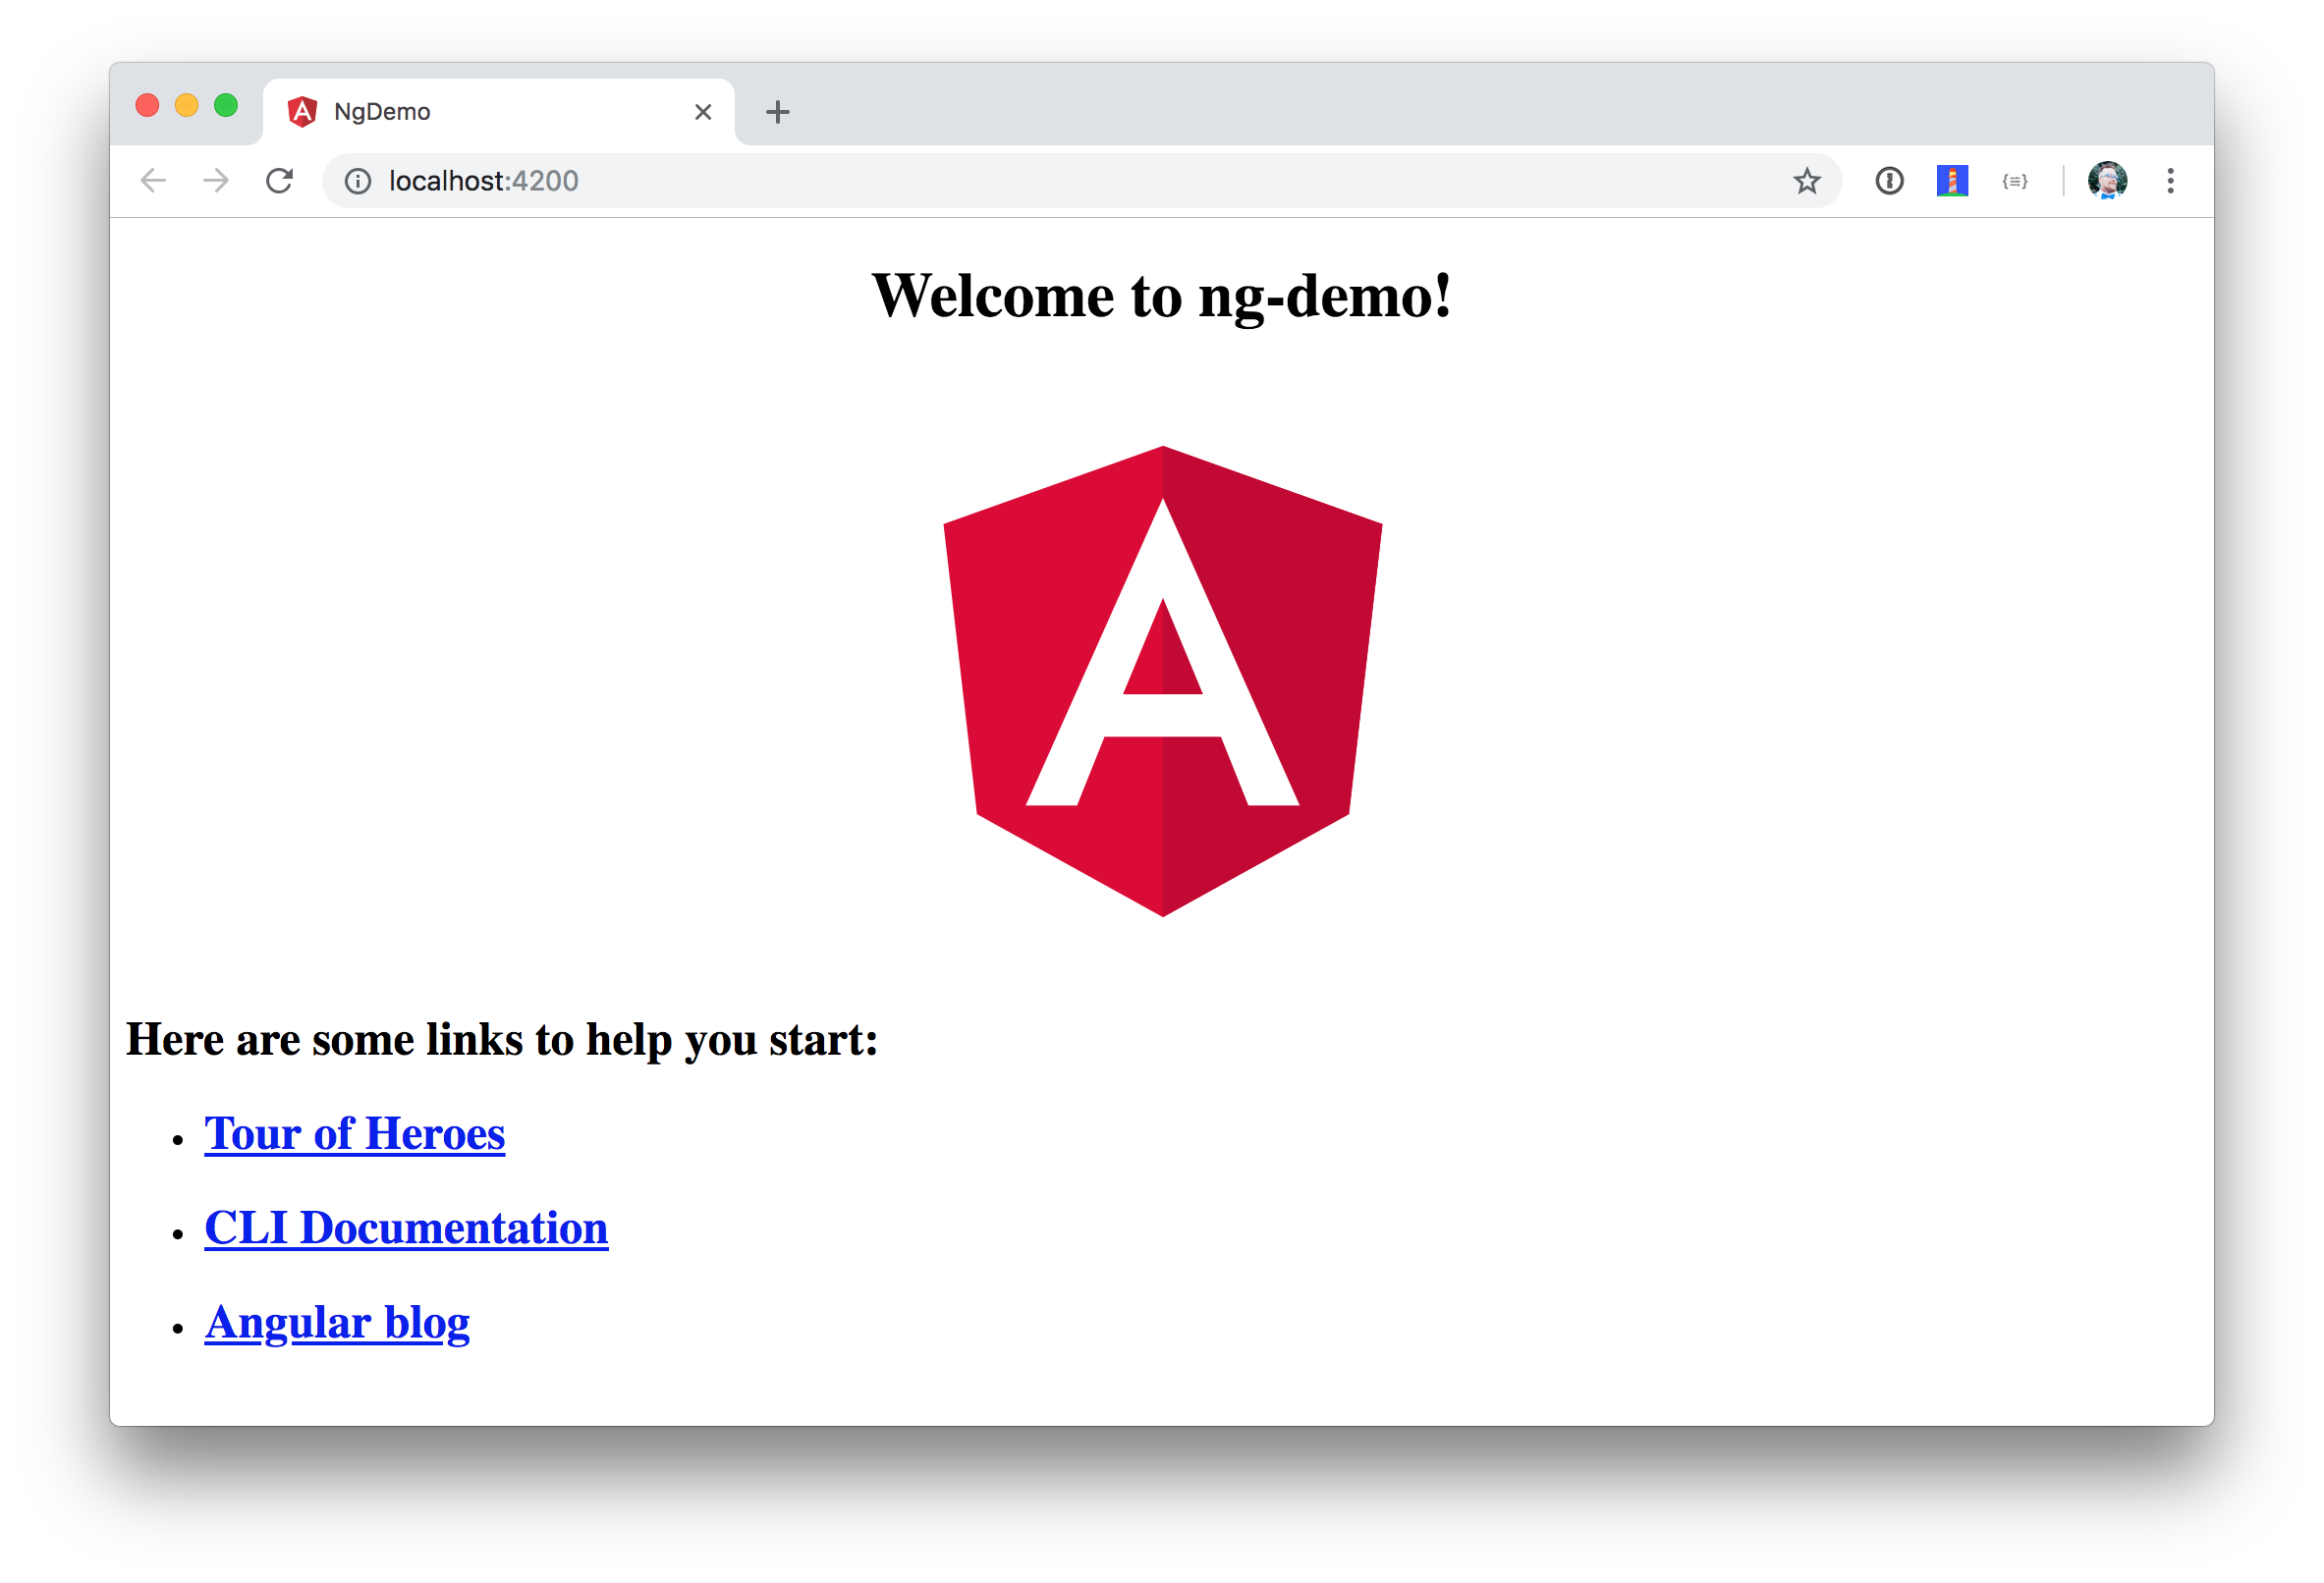 NgDemo
localhost:4200
Welcome to ng-demo!
A
Here are some links to help you start:
Tour of Heroes
CLI Documentation
Angular blog